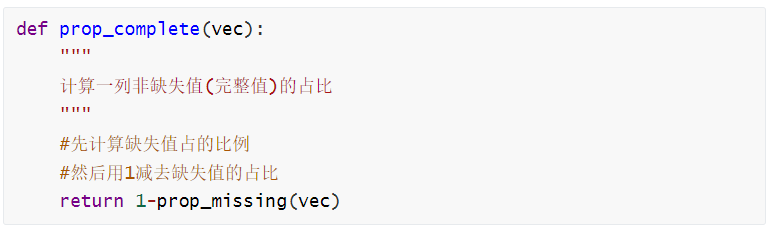 def prop_complete(vec):
    """
    计算一列非缺失值(完整值)的占比
    """
    #先计算缺失值占的比例
    #然后用1减去缺失值的占比
    return 1-prop_missing(vec)